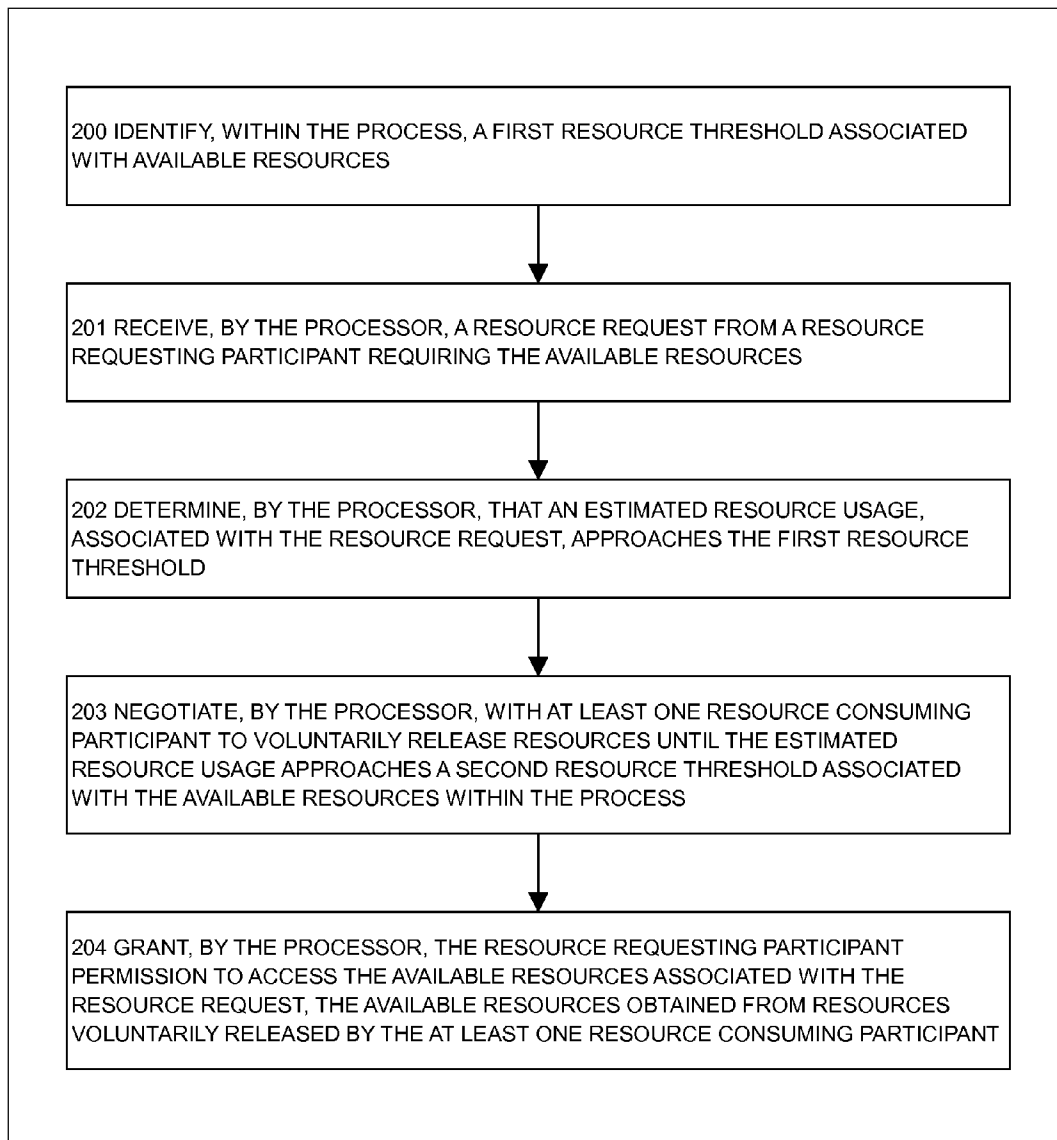 200 IDENTIFY, WITHIN THE PROCESS, A FIRST RESOURCE THRESHOLD ASSOCIATED
WITH AVAILABLE RESOURCES
201 RECEIVE, BY THE PROCESSOR, A RESOURCE REQUEST FROM A RESOURCE
REQUESTING PARTICIPANT REQUIRING THE AVAILABLE RESOURCES
202 DETERMINE, BY THE PROCESSOR, THAT AN ESTIMATED RESOURCE USAGE,
ASSOCIATED WITH THE RESOURCE REQUEST, APPROACHES THE FIRST RESOURCE
THRESHOLD
203 NEGOTIATE, BY THE PROCESSOR, WITH AT LEAST ONE RESOURCE CONSUMING
PARTICIPANT TO VOLUNTARILY RELEASE RESOURCES UNTIL THE ESTIMATED
RESOURCE USAGE APPROACHES A SECOND RESOURCE THRESHOLD ASSOCIATED
WITH THE AVAILABLE RESOURCES WITHIN THE PROCESS
204 GRANT, BY THE PROCESSOR, THE RESOURCE REQUESTING PARTICIPANT
PERMISSION TO ACCESS THE AVAILABLE RESOURCES ASSOCIATED WITH THE
RESOURCE REQUEST, THE AVAILABLE RESOURCES OBTAINED FROM RESOURCES
VOLUNTARILY RELEASED BY THE AT LEAST ONE RESOURCE CONSUMING PARTICIPANT